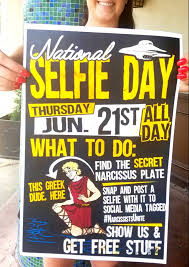 National
SELFIE DAY
THURSDAY
JUN. 21ST
ALL
DAY
WHAT TO DO:
FIND THE SECRET
NARCISSUS PLATE
THIS GREEK
DUDE. HERE
SNAP AND POST A
SELFIE WITH IT TO
SOCIAL MEDIA TAGGED
#NARCISSISTSUNITE
SHOW US &
GET FREE STUFF